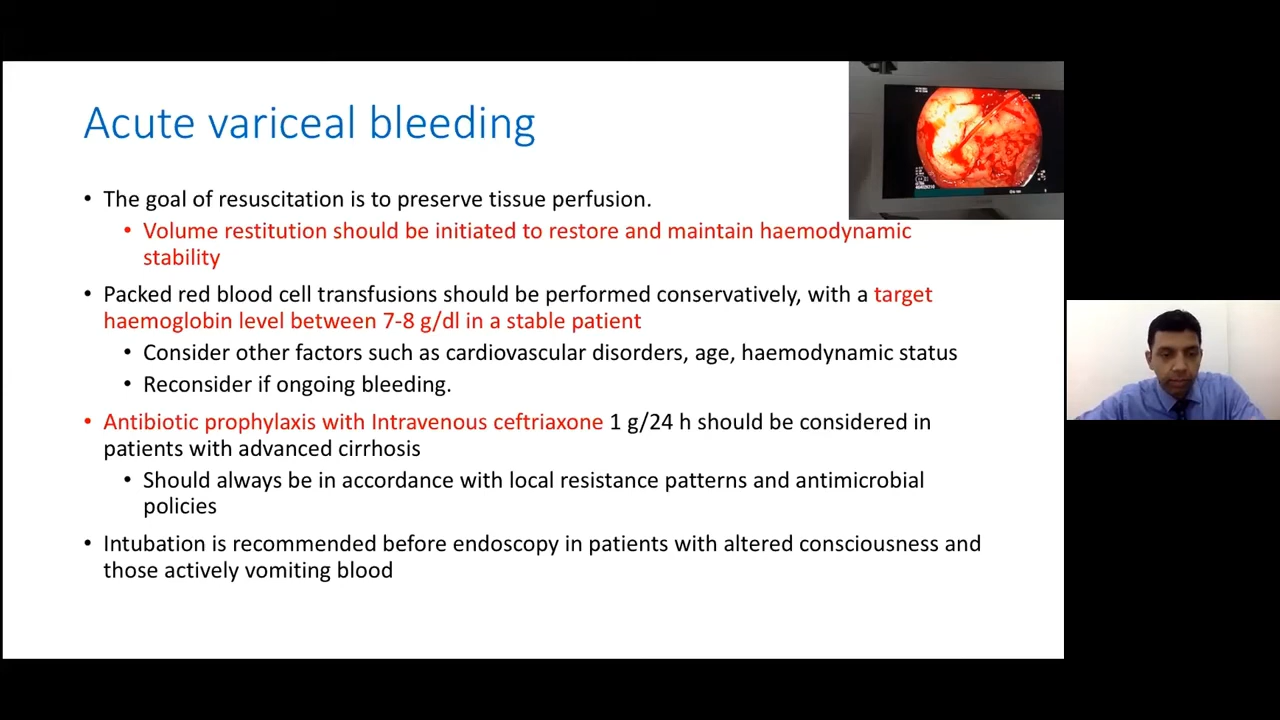 Acute variceal bleeding
• The goal of resuscitation is to preserve tissue perfusion.
• Volume restitution should be initiated to restore and maintain haemodynamic
stability
• Packed red blood cell transfusions should be performed conservatively, with a target
haemoglobin level between 7-8 g/dl in a stable patient
• Consider other factors such as cardiovascular disorders, age, haemodynamic status
• Reconsider if ongoing bleeding.
• Antibiotic prophylaxis with Intravenous ceftriaxone 1 g/24 h should be considered in
patients with advanced cirrhosis
• Should always be in accordance with local resistance patterns and antimicrobial
policies
• Intubation is recommended before endoscopy in patients with altered consciousness and
those actively vomiting blood